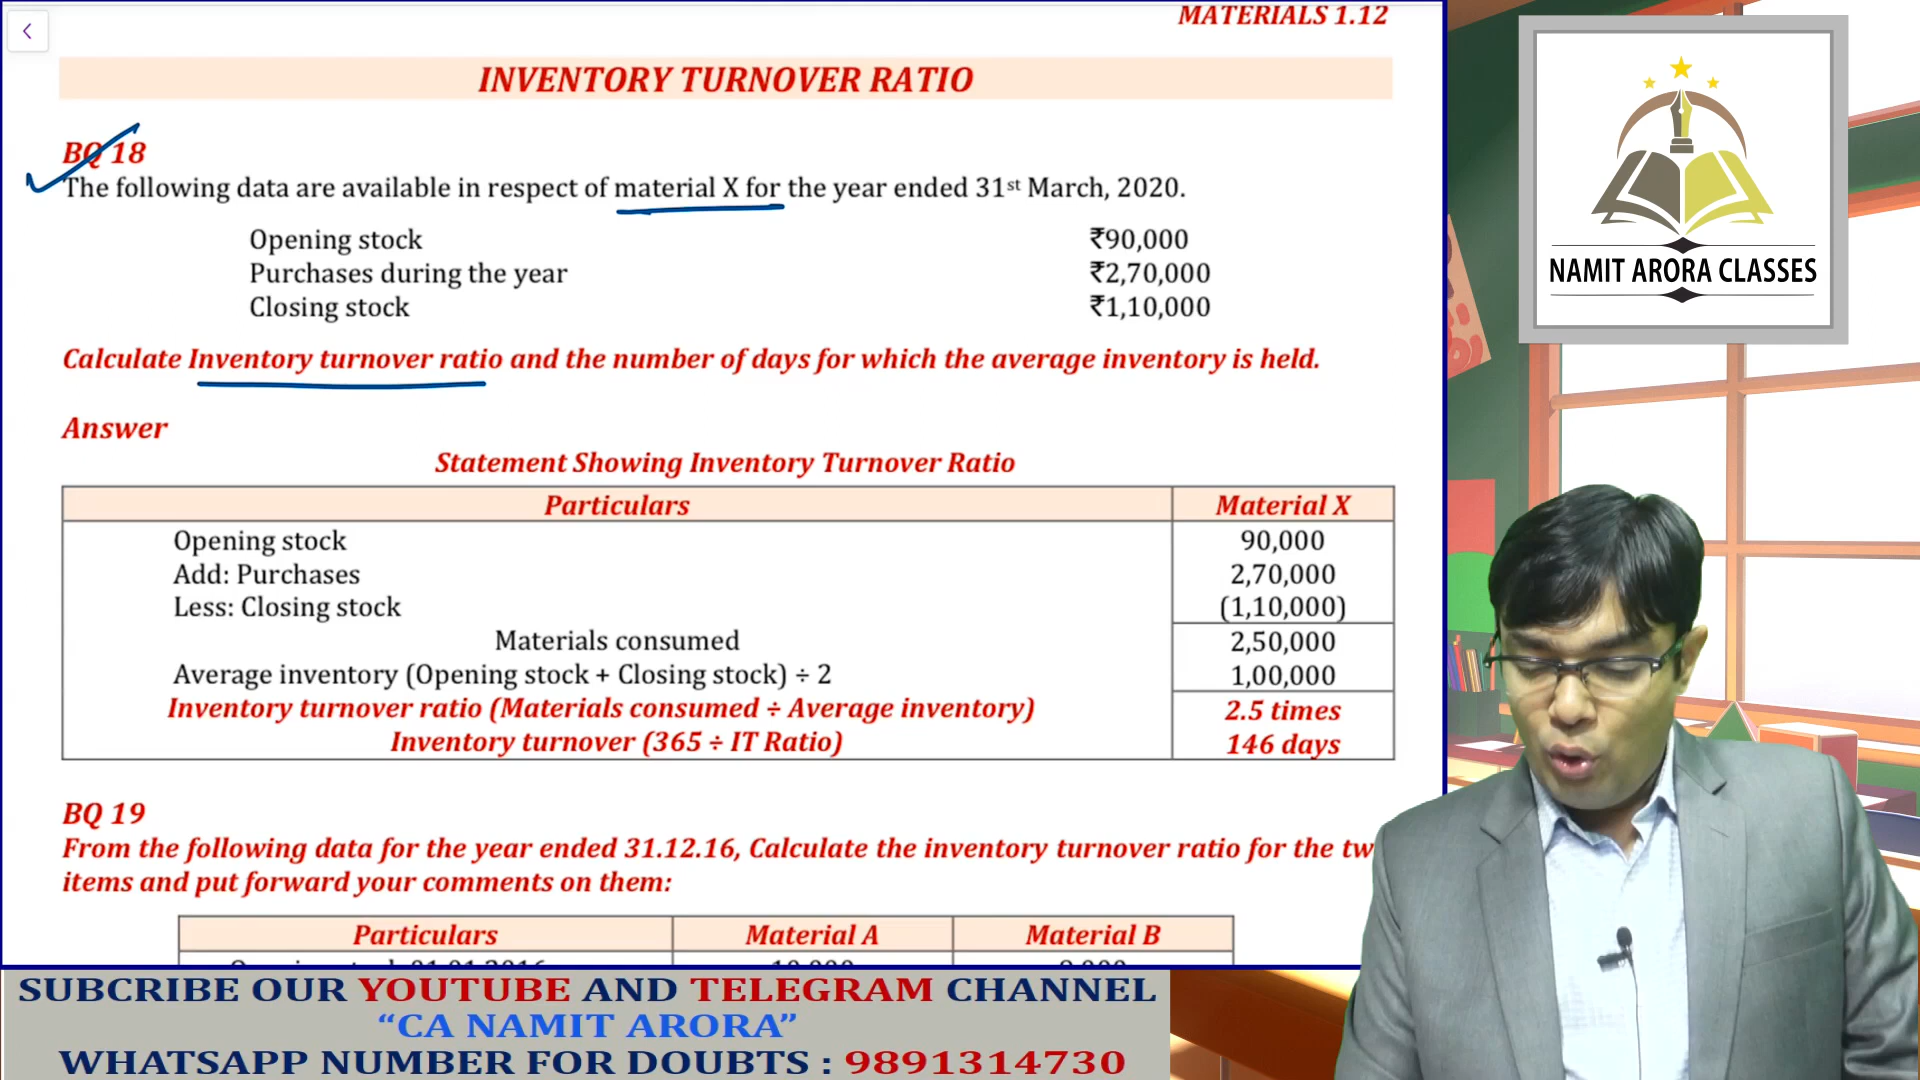 MATERIALS 1.12
INVENTORY TURNOVER RATIO
BQ 18
The following data are available in respect of material X for the year ended 31st March, 2020.
Opening stock ₹90,000
Purchases during the year ₹2,70,000
Closing stock ₹1,10,000
Calculate Inventory turnover ratio and the number of days for which the average inventory is held.
Answer
Statement Showing Inventory Turnover Ratio
Particulars Material X
Opening stock 90,000
Add: Purchases 2,70,000
Less: Closing stock (1,10,000)
Materials consumed 2,50,000
Average inventory (Opening stock + Closing stock) ÷ 2 1,00,000
Inventory turnover ratio (Materials consumed ÷ Average inventory) 2.5 times
Inventory turnover (365 ÷ IT Ratio) 146 days
BQ 19
From the following data for the year ended 31.12.16, Calculate the inventory turnover ratio for the tw
items and put forward your comments on them:
Particulars Material A Material B
NAMIT ARORA CLASSES
SUBCRIBE OUR YOUTUBE AND TELEGRAM CHANNEL
“CA NAMIT ARORA”
WHATSAPP NUMBER FOR DOUBTS : 9891314730